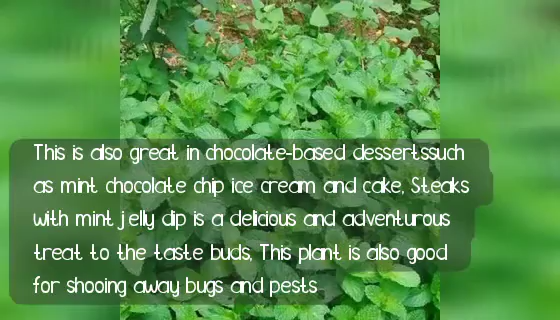 This is also great in chocolate-based dessertssuch
as mint chocolate chip ice cream and cake, Steaks
with mint jelly dip is a delicious and adventurous
treat to the taste buds, This plant is also good
for shooing away bugs and pests